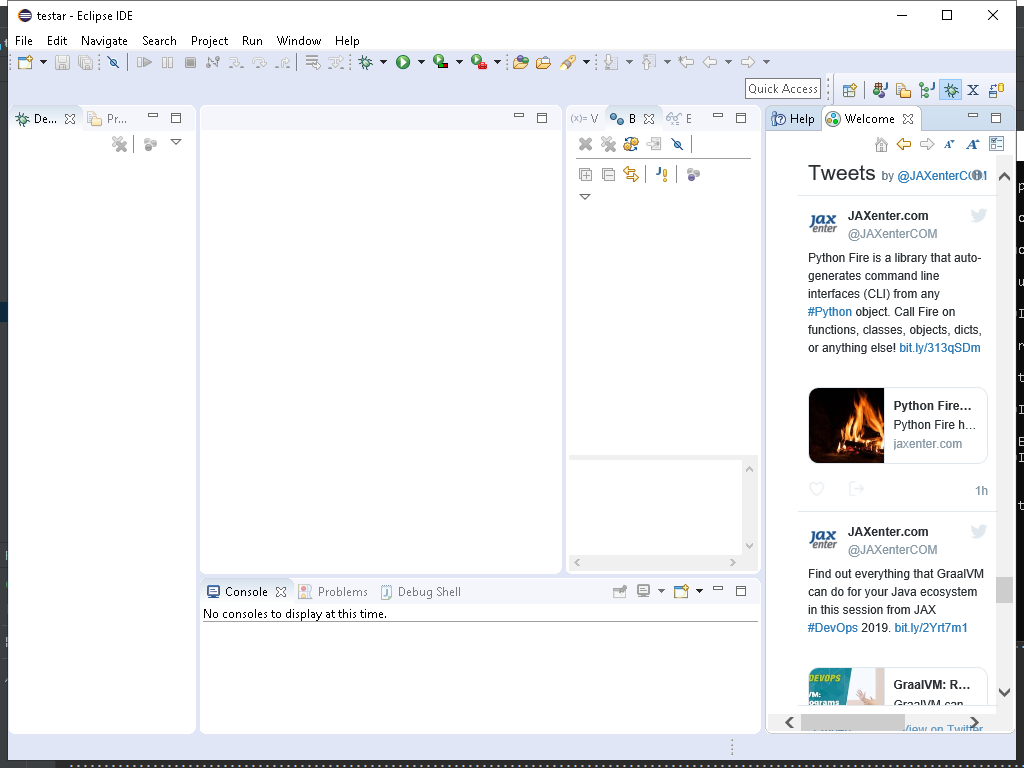 testar - Eclipse IDE
File Edit Navigate Search Project Run Window Help
Quick Access
De...
Pr...
(x)= V
B
E
Help
Welcome
Tweets by @JAXenterCOM
JAXenter.com
@JAXenterCOM
Python Fire is a library that auto-
generates command line
interfaces (CLI) from any
#Python object. Call Fire on
functions, classes, objects, dicts,
or anything else! bit.ly/313qSDm
Python Fire...
Python Fire h...
jaxenter.com
1h
JAXenter.com
@JAXenterCOM
Find out everything that GraalVM
can do for your Java ecosystem
in this session from JAX
#DevOps 2019. bit.ly/2Yrt7m1
DEVOPS
GraalVM: R...
GraalVM can
View on Twitter
Console
Problems
Debug Shell
No consoles to display at this time.